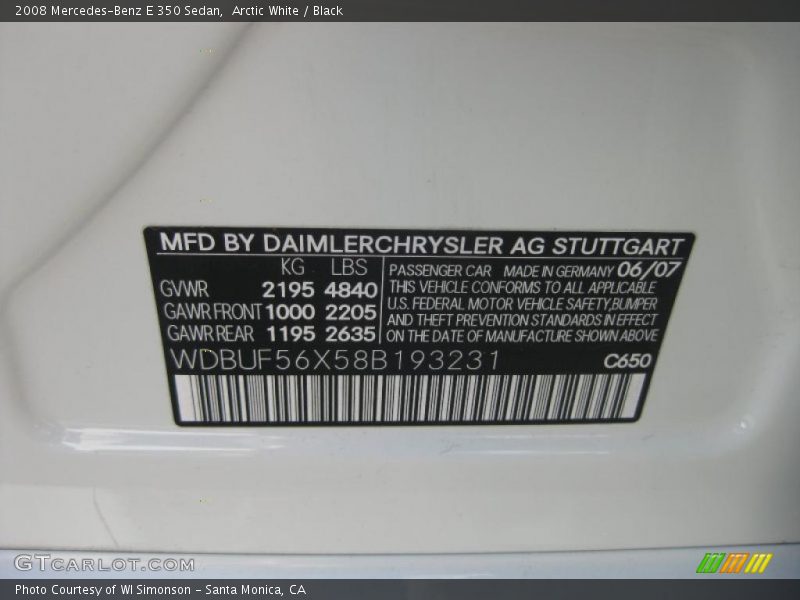 2008 Mercedes-Benz E 350 Sedan,  Arctic White / Black
MFD BY DAIMLERCHRYSLER AG STUTTGART
KG LBS
GVWR 2195 4840
GAWR FRONT 1000 2205
GAWR REAR 1195 2635
PASSENGER CAR MADE IN GERMANY 06/07
THIS VEHICLE CONFORMS TO ALL APPLICABLE
U.S. FEDERAL MOTOR VEHICLE SAFETY, BUMPER
AND THEFT PREVENTION STANDARDS IN EFFECT
ON THE DATE OF MANUFACTURE SHOWN ABOVE
WDBUF56X58B193231 C650
GTCARLOT.COM
Photo Courtesy of WI Simonson - Santa Monica, CA